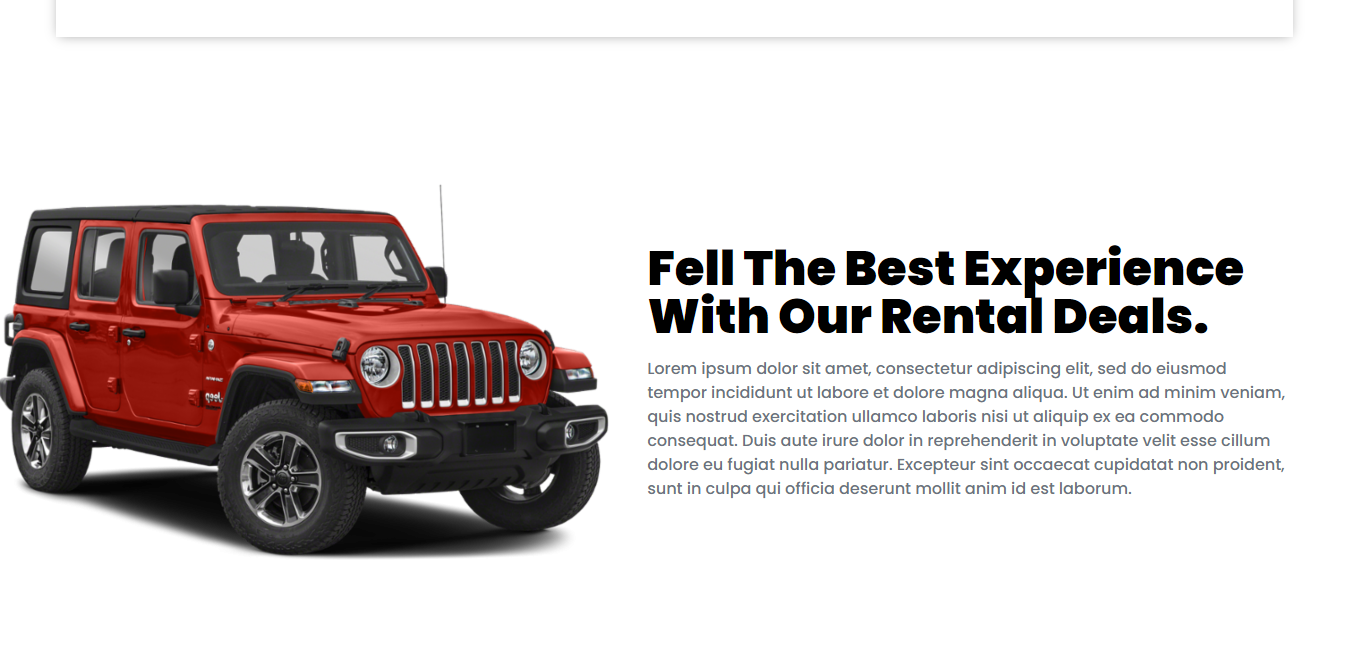 Fell The Best Experience
With Our Rental Deals.
Lorem ipsum dolor sit amet, consectetur adipiscing elit, sed do eiusmod
tempor incididunt ut labore et dolore magna aliqua. Ut enim ad minim veniam,
quis nostrud exercitation ullamco laboris nisi ut aliquip ex ea commodo
consequat. Duis aute irure dolor in reprehenderit in voluptate velit esse cillum
dolore eu fugiat nulla pariatur. Excepteur sint occaecat cupidatat non proident,
sunt in culpa qui officia deserunt mollit anim id est laborum.